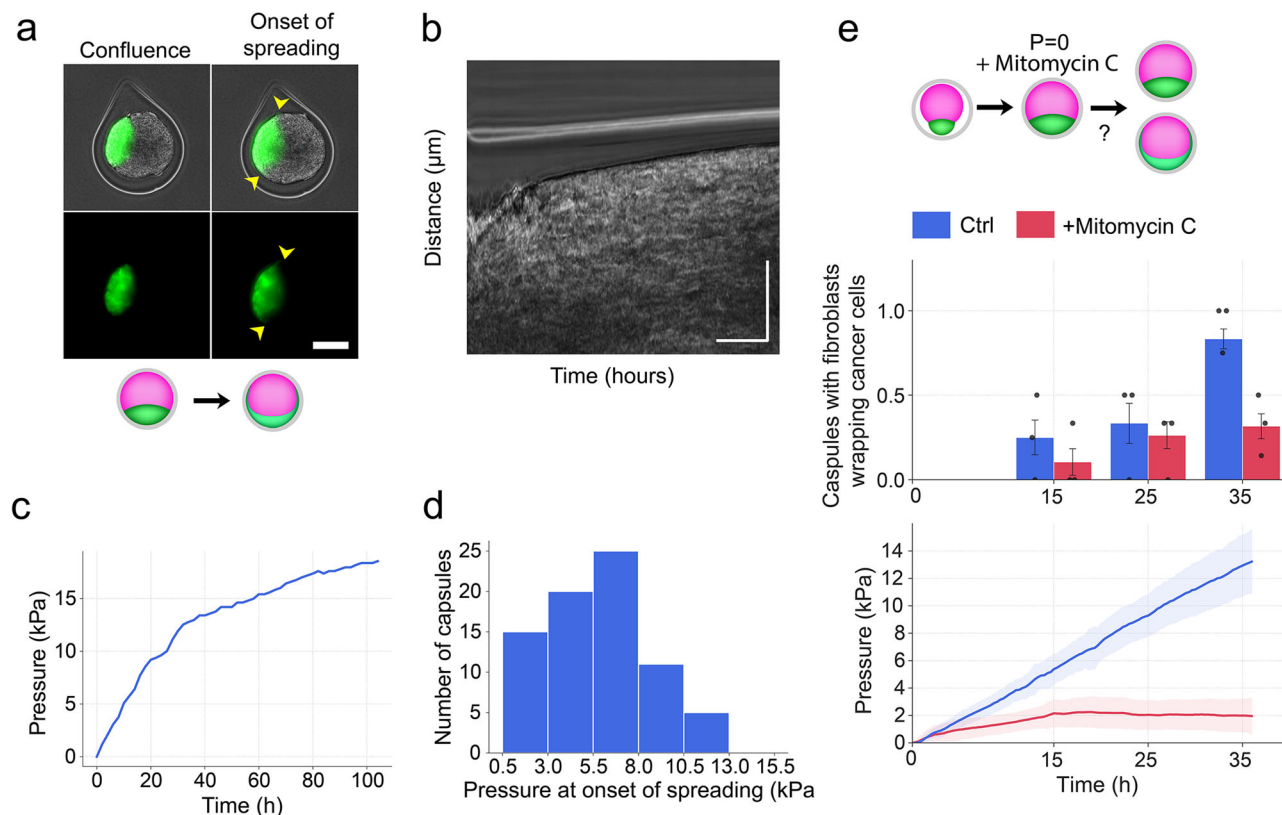 a
Confluence
Onset of
spreading
b
Distance (µm)
Time (hours)
c
Pressure (kPa)
15
10
5
0
0 20 40 60 80 100
Time (h)
d
Number of capsules
25
20
15
10
5
0
0.5 3.0 5.5 8.0 10.5 13.0 15.5
Pressure at onset of spreading (kPa
e
P=0
+ Mitomycin C
?
Ctrl +Mitomycin C
Caspules with fibroblasts
wrapping cancer cells
1.0
0.5
0.0
0 15 25 35
Pressure (kPa)
14
12
10
8
6
4
2
0
0 15 25 35
Time (h)